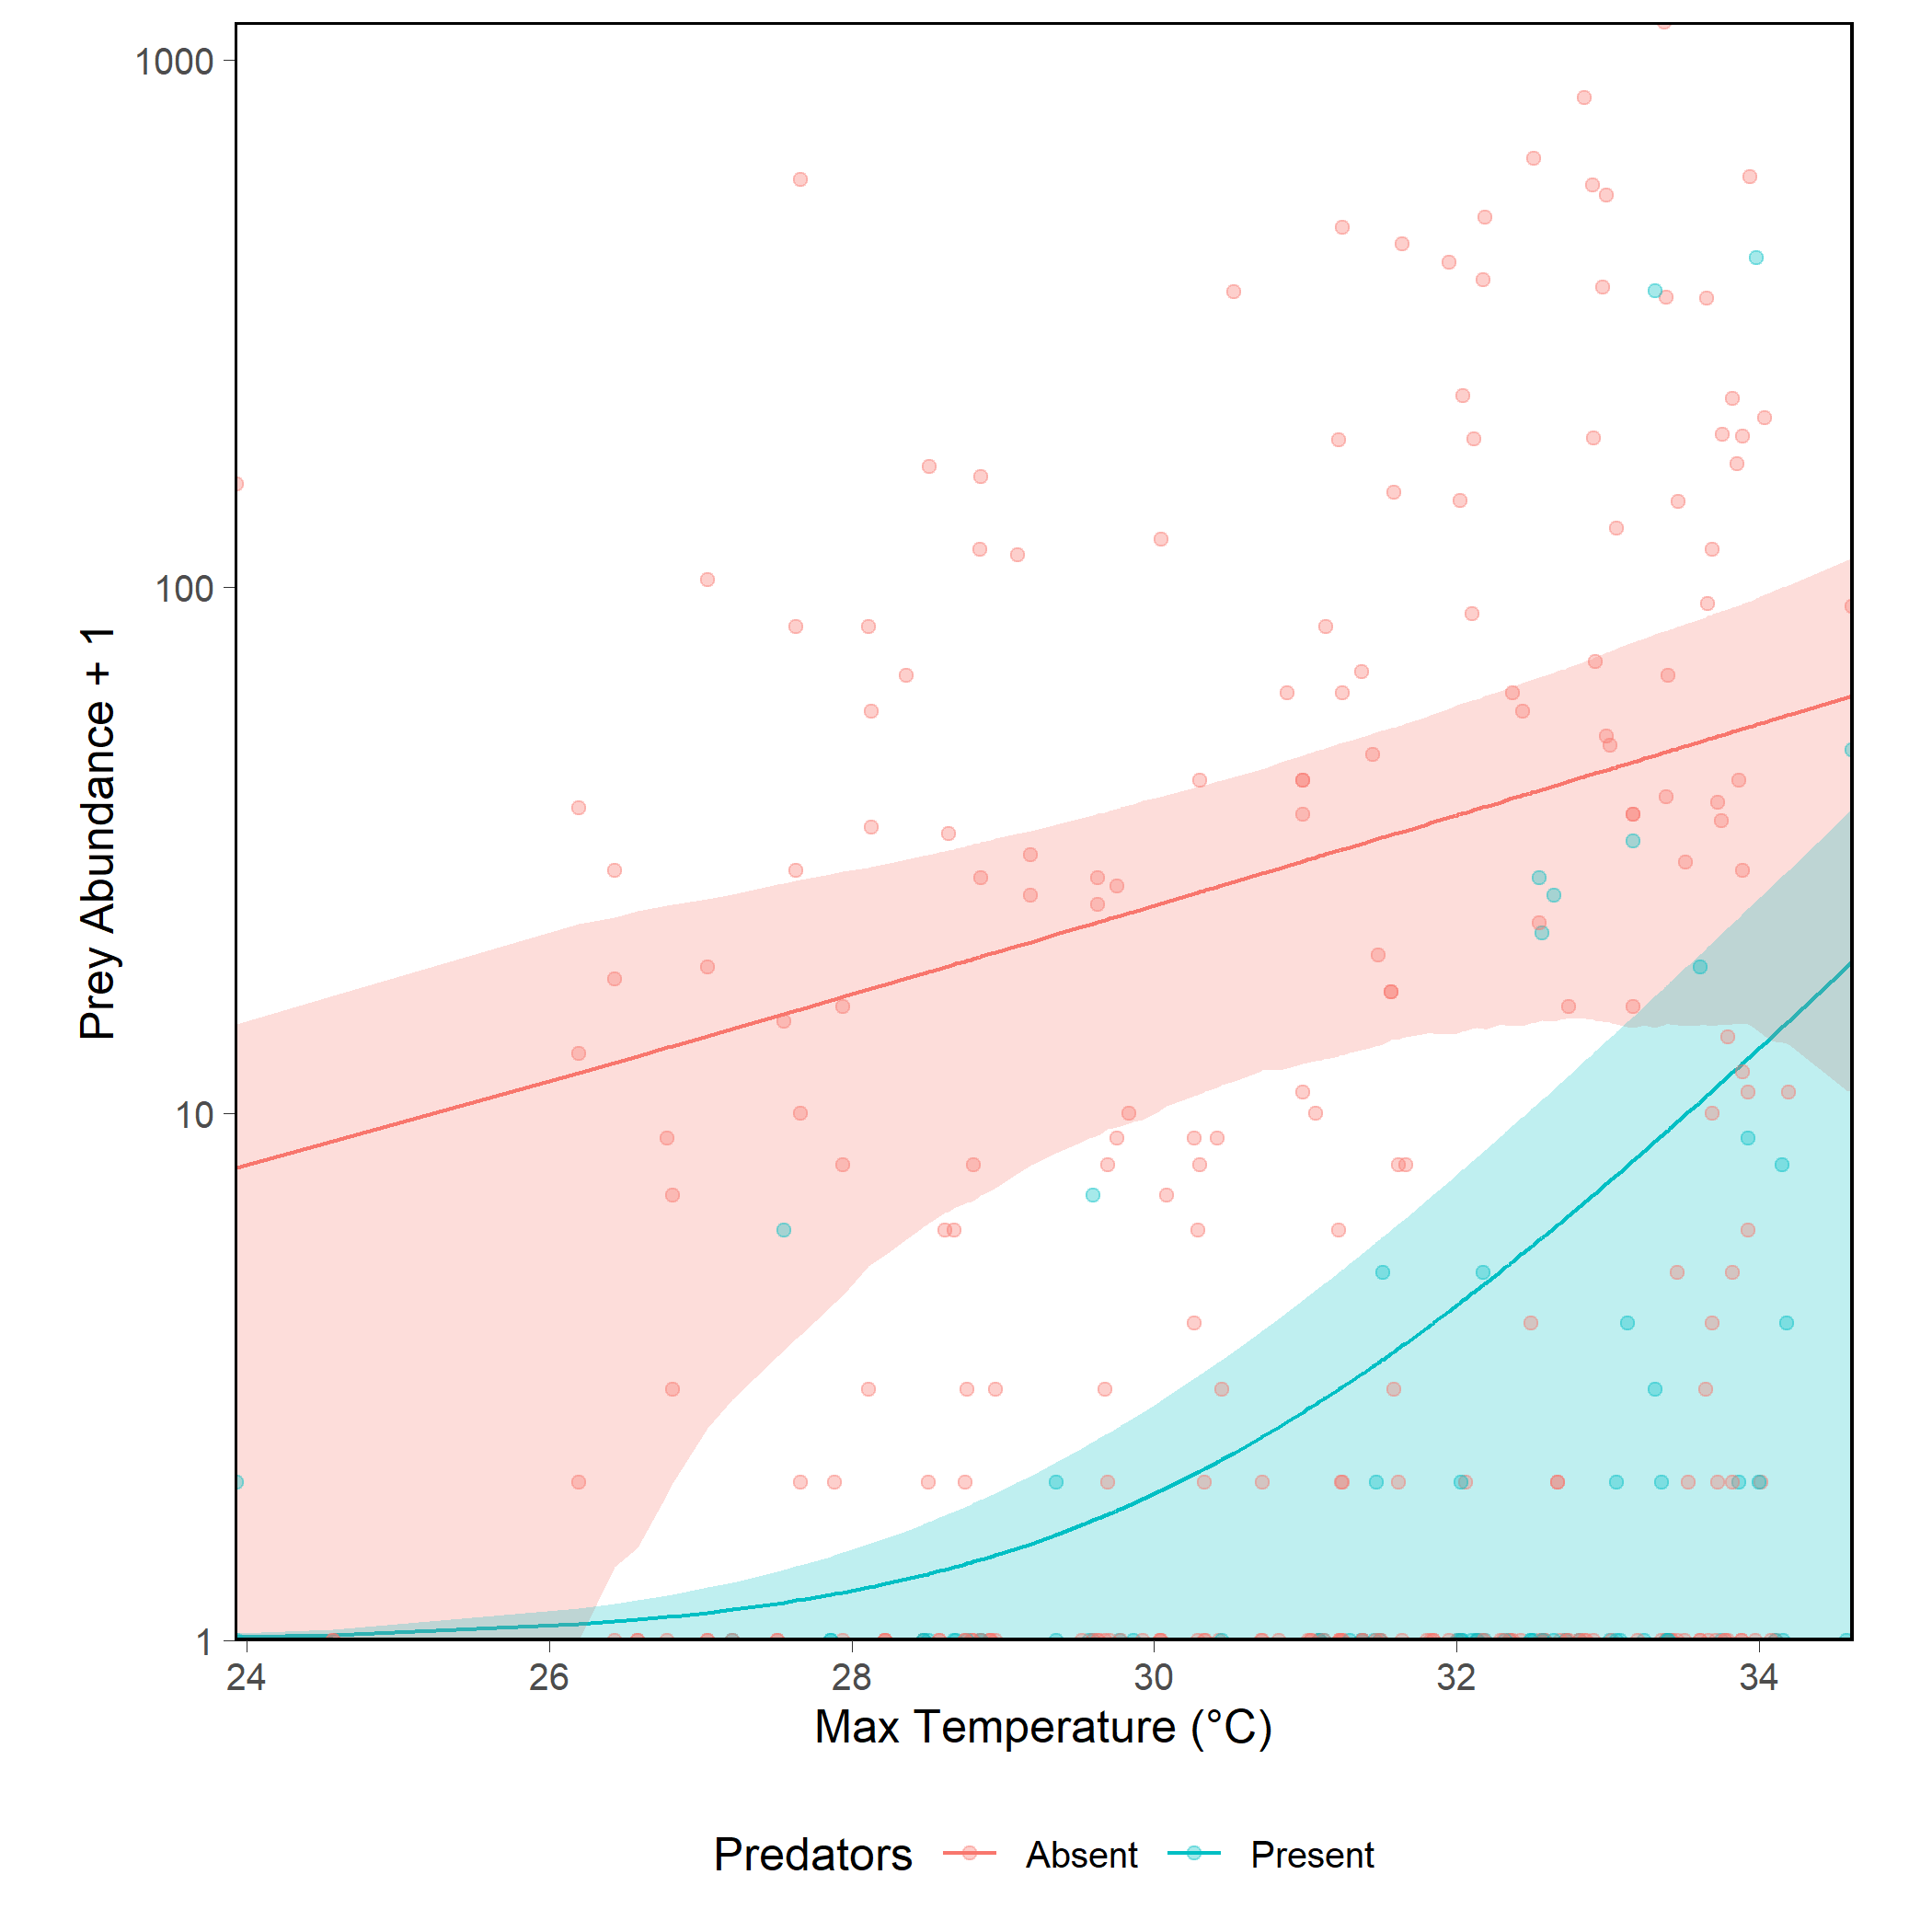 1000
100
10
1
Prey Abundance + 1
24 26 28 30 32 34
Max Temperature (°C)
Predators Absent Present